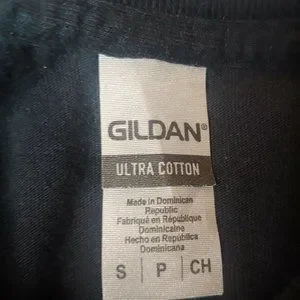 GILDAN®
ULTRA COTTON
Made in Dominican
Republic
Fabriqué en République
Dominicaine
Hecho en República
Dominicana
S P CH